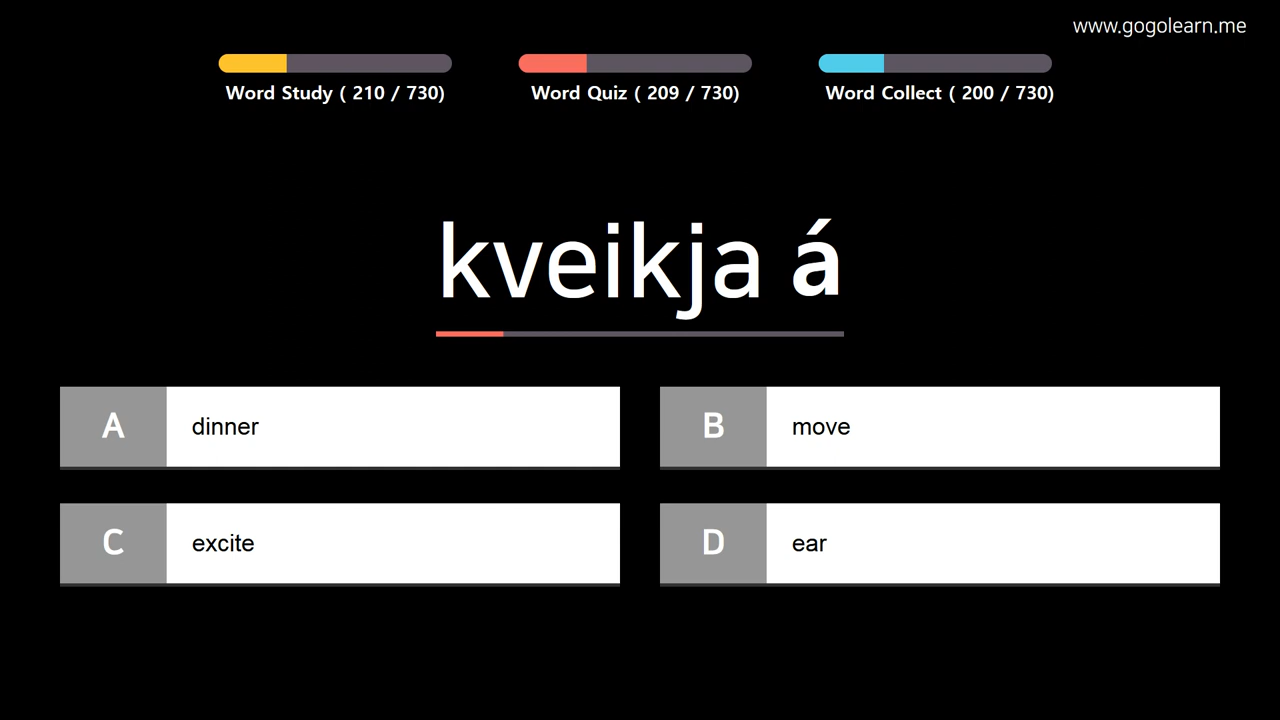 www.gogolearn.me
Word Study ( 210 / 730)
Word Quiz ( 209 / 730)
Word Collect ( 200 / 730)
kveikja á
A dinner
B move
C excite
D ear